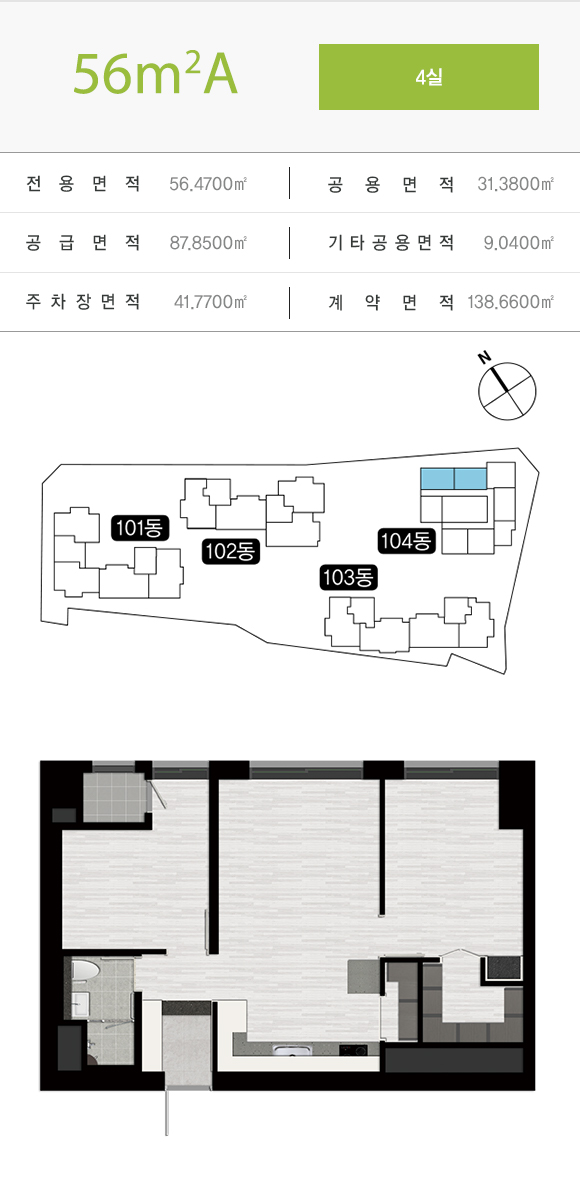 56m²A
4실
전용면적 56.4700㎡
공용면적 31.3800㎡
공급면적 87.8500㎡
기타공용면적 9.0400㎡
주차장면적 41.7700㎡
계약면적 138.6600㎡
N
101동
102동
104동
103동